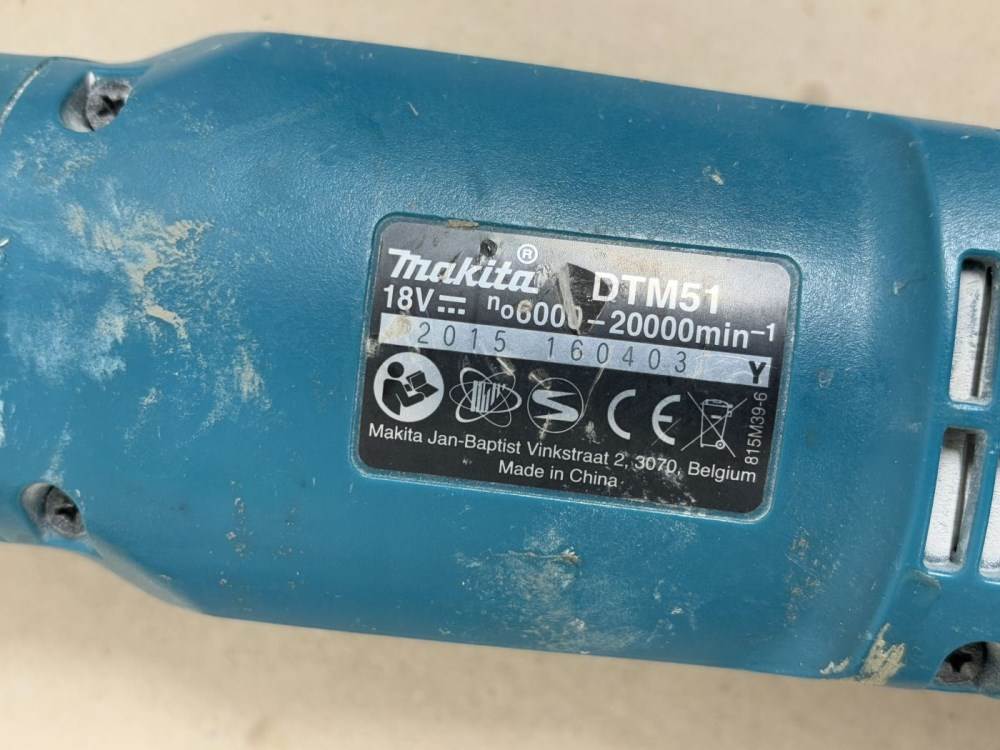 makita® DTM51
18V⎓ n₀6000–20000min⁻¹
2015 160403 Y
CE
815M39-6
Makita Jan-Baptist Vinkstraat 2, 3070, Belgium
Made in China